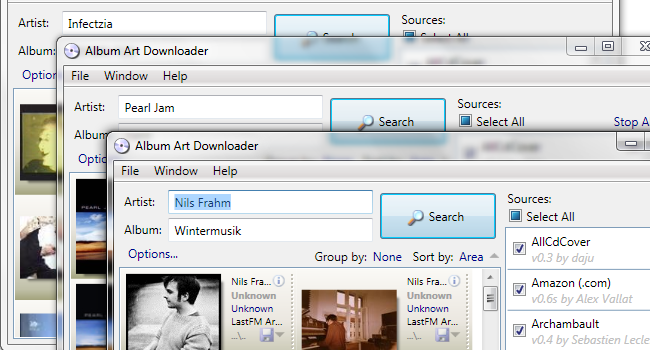 Artist: Infectzia
Sources:
Search
Select All
Album:
Options
Album Art Downloader
File Window Help
Artist: Pearl Jam
Sources:
Search
Select All
Stop A
Album
Optio
Album Art Downloader
File Window Help
Artist: Nils Frahm
Sources:
Search
Select All
Album: Wintermusik
Options...
Group by: None Sort by: Area
AllCdCover
v0.3 by daju
Amazon (.com)
v0.6s by Alex Vallat
Archambault
v0.4 by Sebastien Lecle
Nils Fra...
Unknown
Unknown
LastFM Ar...
...\...
Nils Fra...
Unknown
Unknown
LastFM Ar...
...\...